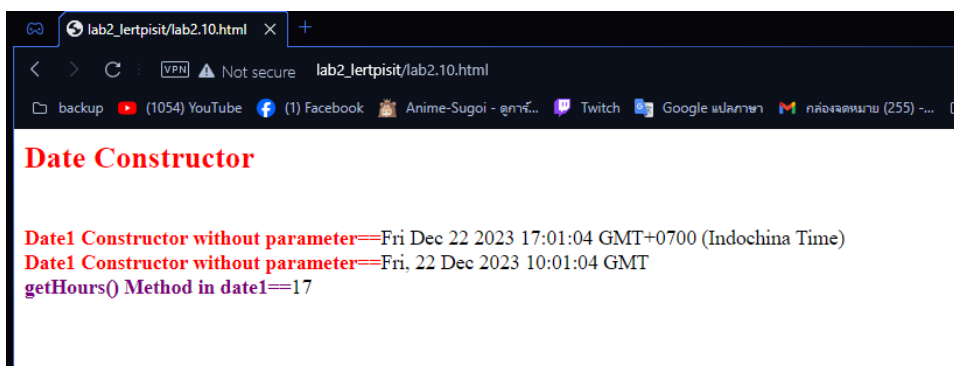 lab2_lertpisit/lab2.10.html
VPN Not secure lab2_lertpisit/lab2.10.html
backup (1054) YouTube (1) Facebook Anime-Sugoi - ดูการ์... Twitch Google แปลภาษา กล่องจดหมาย (255) -...
Date Constructor
Date1 Constructor without parameter==Fri Dec 22 2023 17:01:04 GMT+0700 (Indochina Time)
Date1 Constructor without parameter==Fri, 22 Dec 2023 10:01:04 GMT
getHours() Method in date1==17